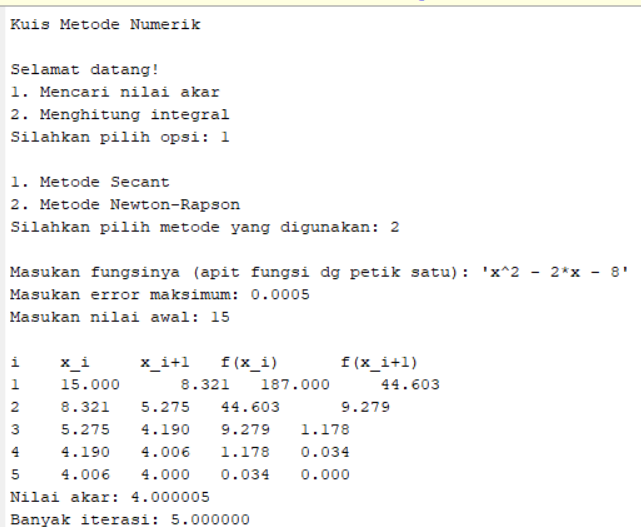 Kuis Metode Numerik
Selamat datang!
1. Mencari nilai akar
2. Menghitung integral
Silahkan pilih opsi: 1
1. Metode Secant
2. Metode Newton-Rapson
Silahkan pilih metode yang digunakan: 2
Masukan fungsinya (apit fungsi dg petik satu): 'x^2 - 2*x - 8'
Masukan error maksimum: 0.0005
Masukan nilai awal: 15
i x_i x_i+1 f(x_i) f(x_i+1)
1 15.000 8.321 187.000 44.603
2 8.321 5.275 44.603 9.279
3 5.275 4.190 9.279 1.178
4 4.190 4.006 1.178 0.034
5 4.006 4.000 0.034 0.000
Nilai akar: 4.000005
Banyak iterasi: 5.000000